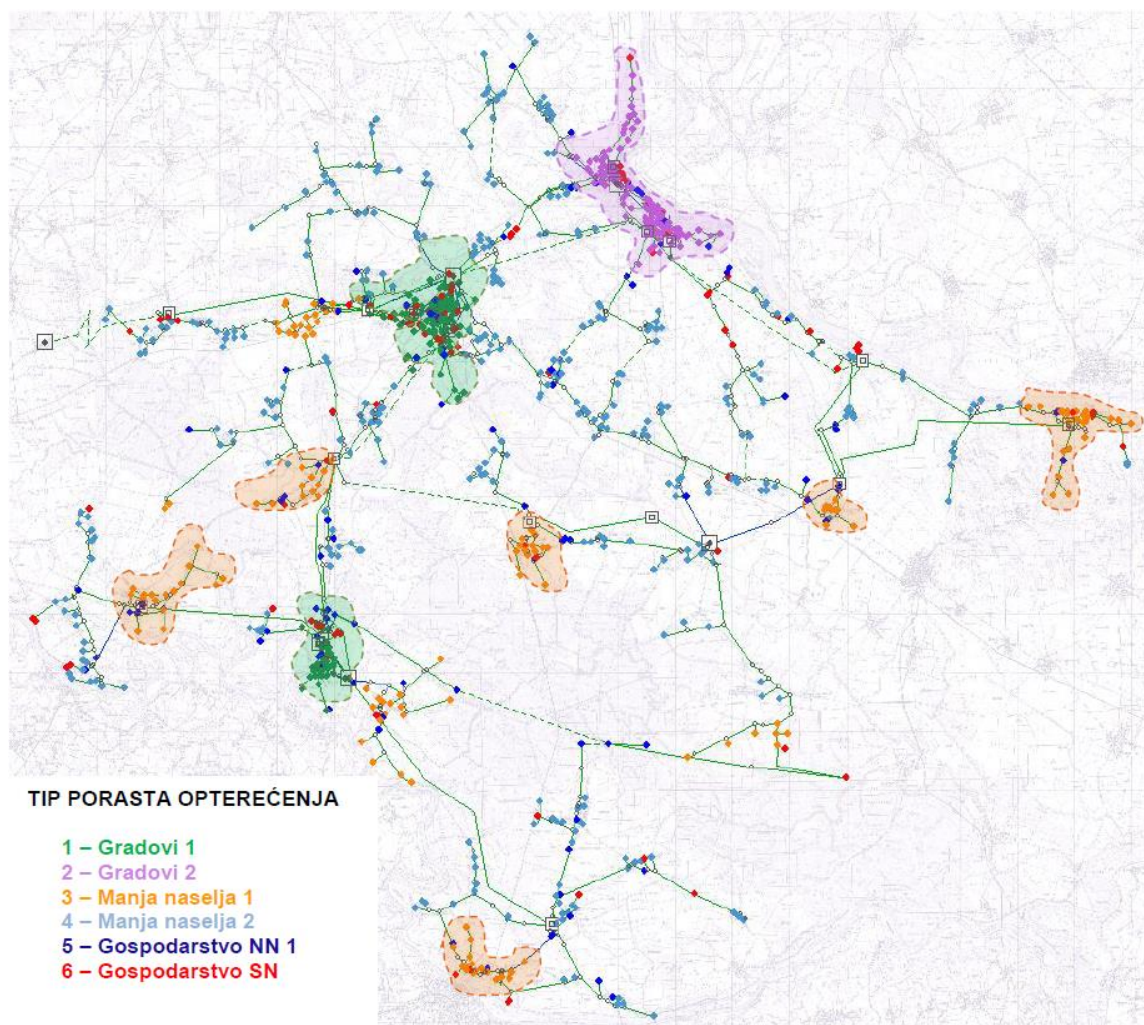 TIP PORASTA OPTEREĆENJA
1 – Gradovi 1
2 – Gradovi 2
3 – Manja naselja 1
4 – Manja naselja 2
5 – Gospodarstvo NN 1
6 – Gospodarstvo SN